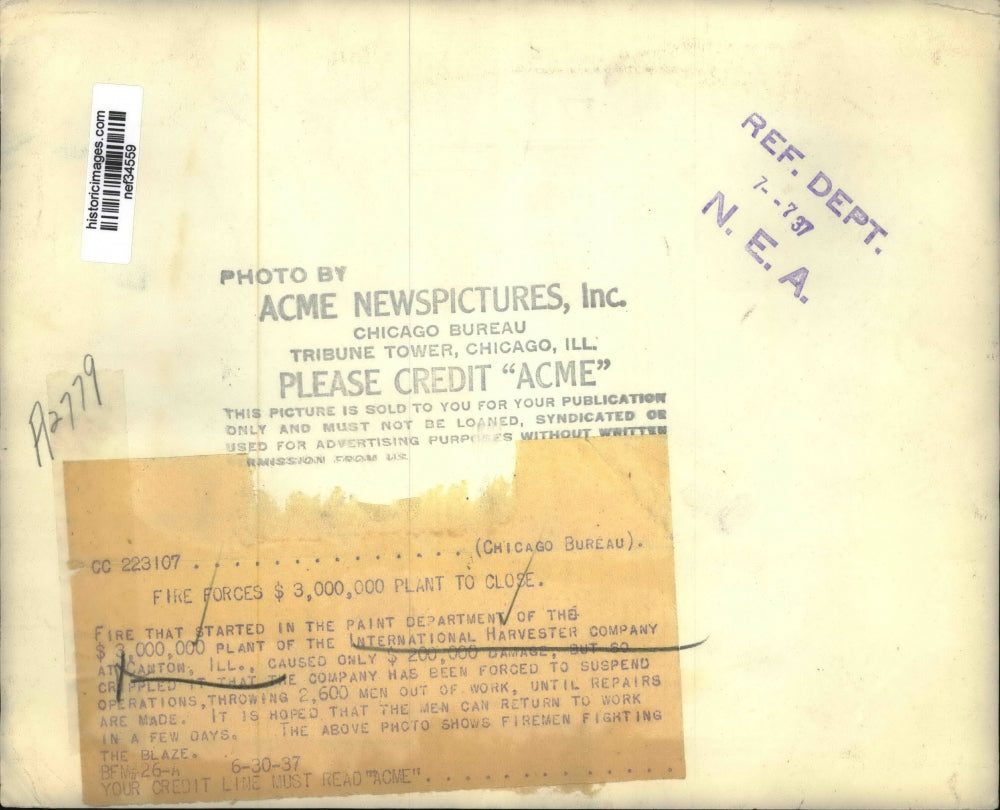 historicimages.com
nef34559
REF. DEPT.
7--7 37
N. E. A.
PHOTO BY
ACME NEWSPICTURES, Inc.
CHICAGO BUREAU
TRIBUNE TOWER, CHICAGO, ILL.
PLEASE CREDIT "ACME"
THIS PICTURE IS SOLD TO YOU FOR YOUR PUBLICATION
ONLY AND MUST NOT BE LOANED, SYNDICATED OR
USED FOR ADVERTISING PURPOSES WITHOUT WRITTEN
RMISSION FROM US
A2779
CC 223107 . . . . . . . . . . . . . . (CHICAGO BUREAU).
FIRE FORCES $ 3,000,000 PLANT TO CLOSE.
FIRE THAT STARTED IN THE PAINT DEPARTMENT OF THE
$ 3,000,000 PLANT OF THE INTERNATIONAL HARVESTER COMPANY
AT CANTON, ILL., CAUSED ONLY $ 200,000 DAMAGE, BUT SO
CRIPPLED IT THAT THE COMPANY HAS BEEN FORCED TO SUSPEND
OPERATIONS, THROWING 2,600 MEN OUT OF WORK, UNTIL REPAIRS
ARE MADE. IT IS HOPED THAT THE MEN CAN RETURN TO WORK
IN A FEW DAYS. THE ABOVE PHOTO SHOWS FIREMEN FIGHTING
THE BLAZE.
6-30-37
YOUR CREDIT LINE MUST READ "ACME". . . . . . . . . . . . .